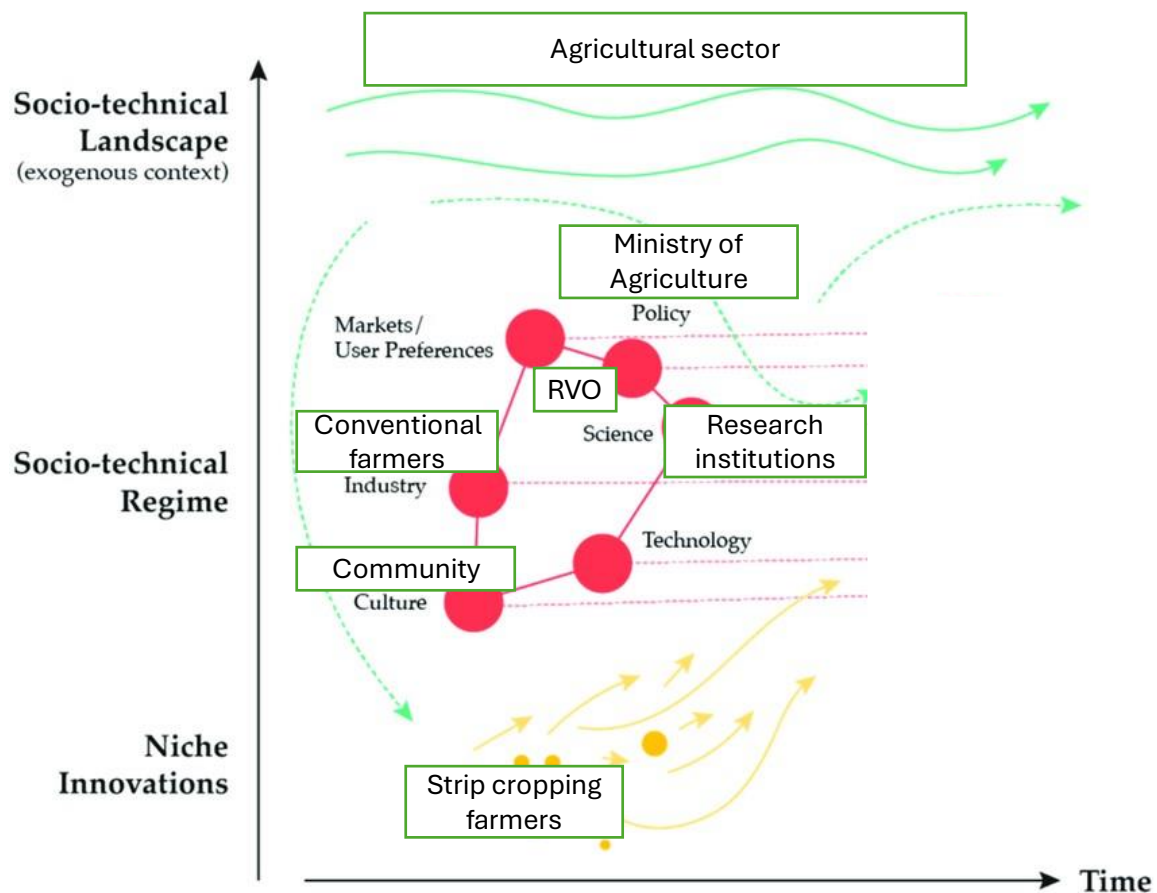 Agricultural sector
Socio-technical
Landscape
(exogenous context)
Ministry of
Agriculture
Policy
Markets/
User Preferences
RVO
Conventional
farmers
Science
Research
institutions
Socio-technical
Regime
Industry
Technology
Community
Culture
Niche
Innovations
Strip cropping
farmers
Time